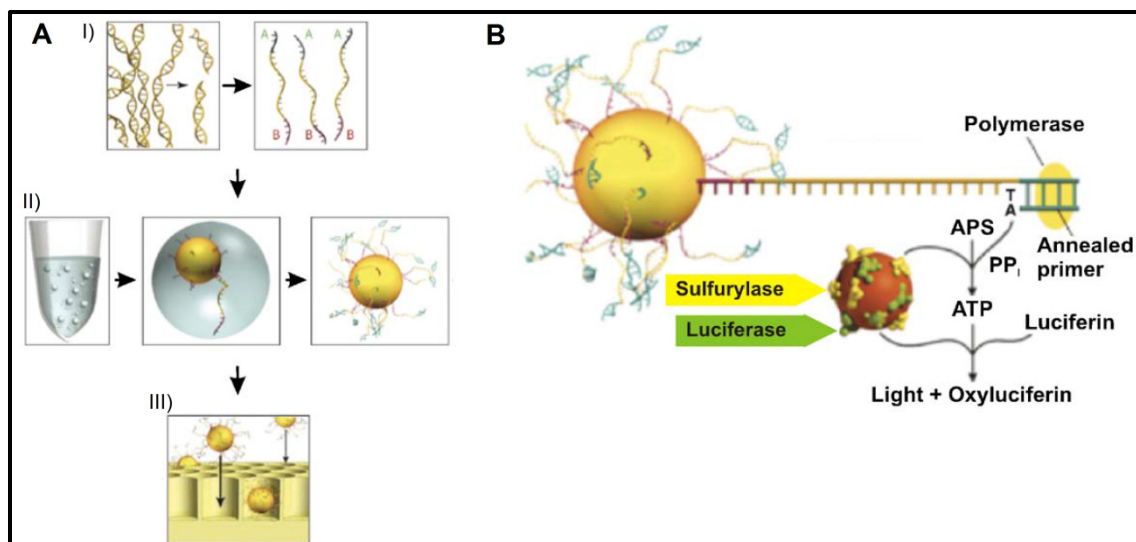 A
I)
A A A
B B B
II)
III)
B
Polymerase
T
A
APS
Annealed
primer
PPI
Sulfurylase
ATP
Luciferin
Luciferase
Light + Oxyluciferin